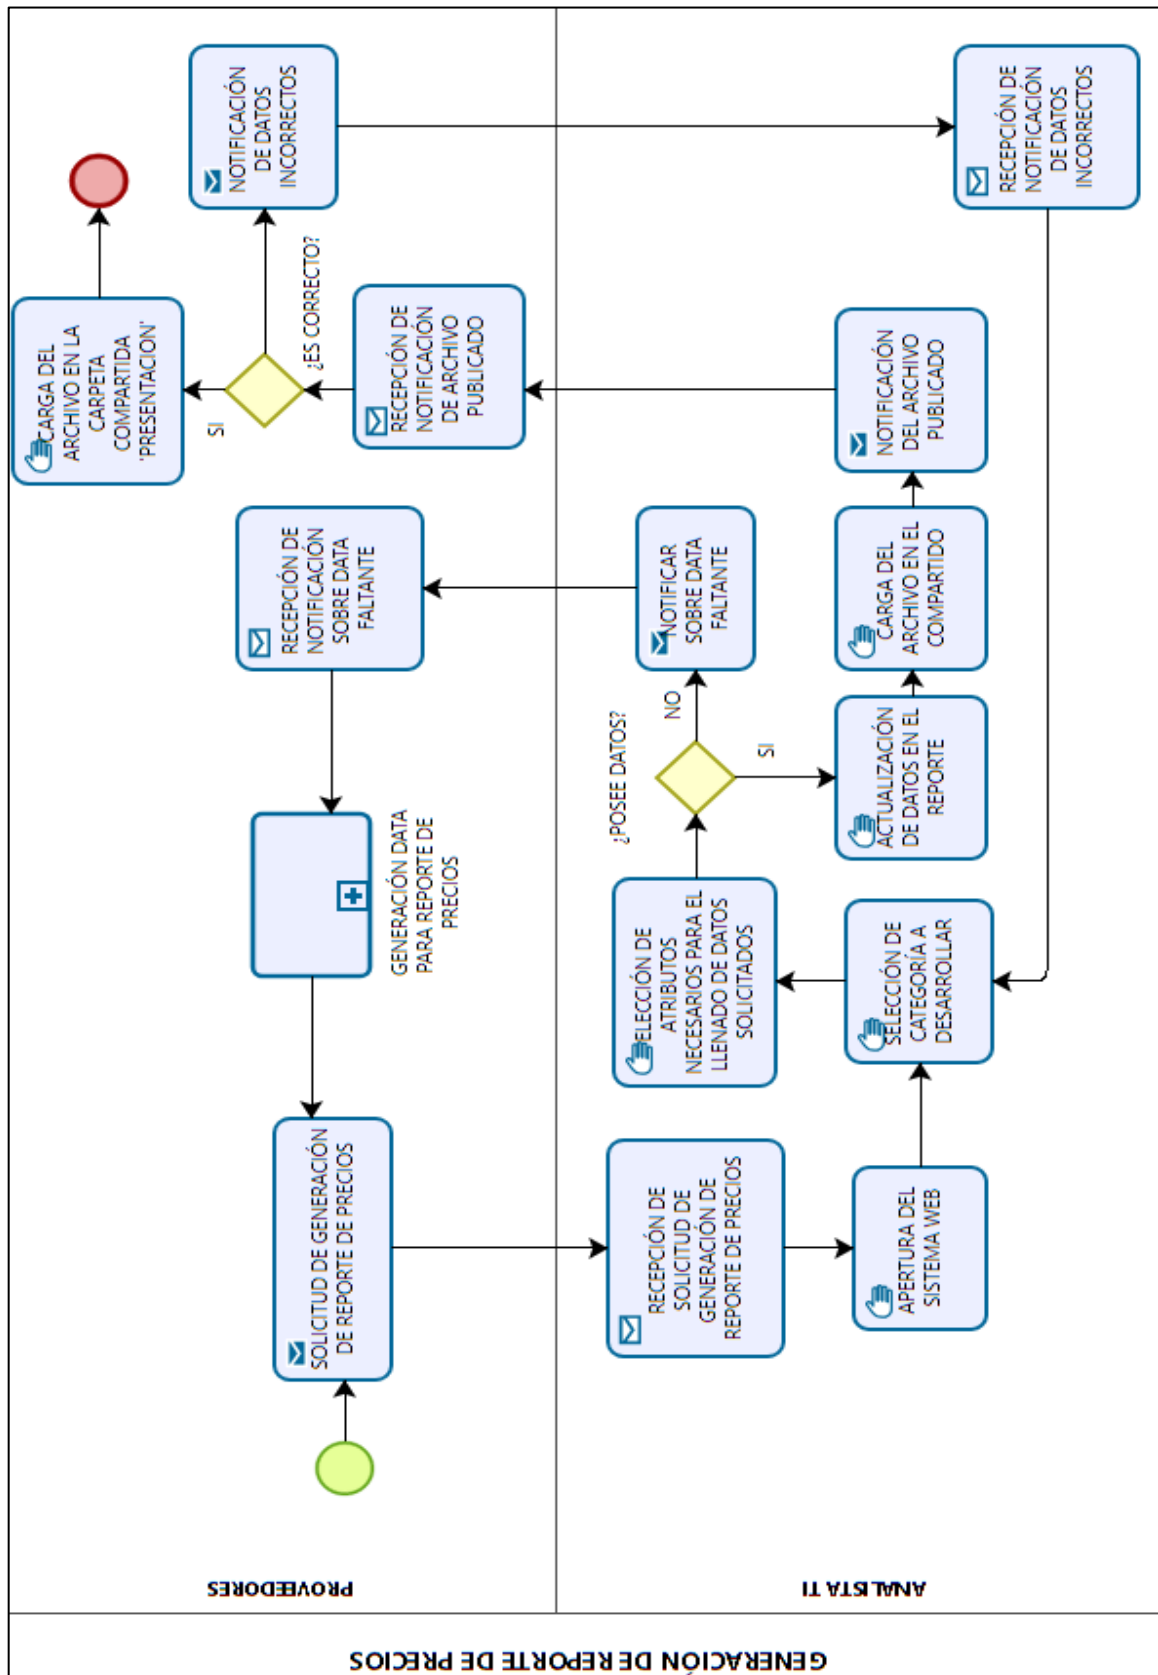 GENERACIÓN DE REPORTE DE PRECIOS
PROVEEDORES
ANALISTA TI
SOLICITUD DE GENERACIÓN
DE REPORTE DE PRECIOS
GENERACIÓN DATA
PARA REPORTE DE
PRECIOS
RECEPCIÓN DE
NOTIFICACIÓN
SOBRE DATA
FALTANTE
CARGA DEL
ARCHIVO EN LA
CARPETA
COMPARTIDA
'PRESENTACION'
SI
¿ES CORRECTO?
RECEPCIÓN DE
NOTIFICACIÓN
DE ARCHIVO
PUBLICADO
NOTIFICACIÓN
DE DATOS
INCORRECTOS
RECEPCIÓN DE
SOLICITUD DE
GENERACIÓN DE
REPORTE DE PRECIOS
APERTURA DEL
SISTEMA WEB
ELECCIÓN DE
ATRIBUTOS
NECESARIOS PARA EL
LLENADO DE DATOS
SOLICITADOS
SELECCIÓN DE
CATEGORÍA A
DESARROLLAR
¿POSEE DATOS?
NO
SI
NOTIFICAR
SOBRE DATA
FALTANTE
ACTUALIZACIÓN
DE DATOS EN EL
REPORTE
CARGA DEL
ARCHIVO EN EL
COMPARTIDO
NOTIFICACIÓN
DEL ARCHIVO
PUBLICADO
RECEPCIÓN DE
NOTIFICACIÓN
DE DATOS
INCORRECTOS